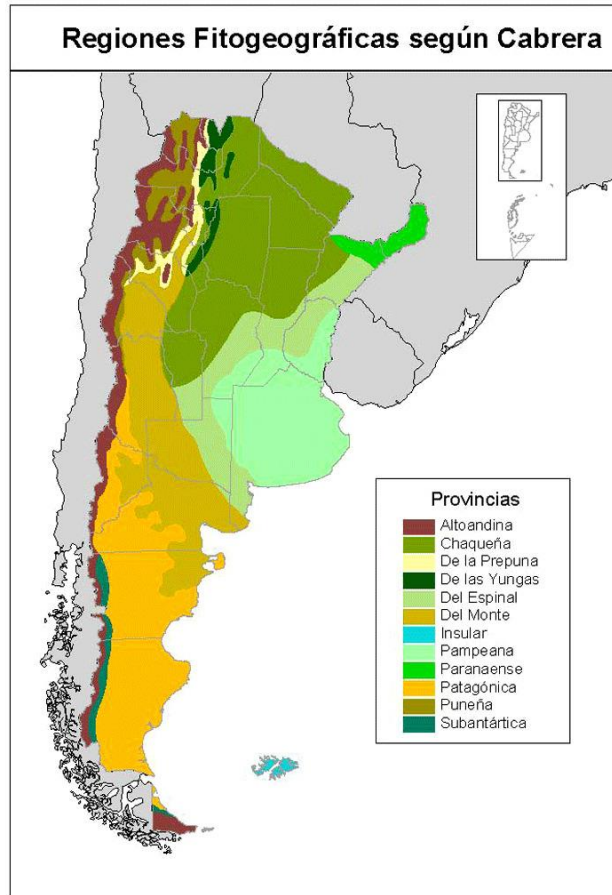 Regiones Fitogeográficas según Cabrera
Provincias
Altoandina
Chaqueña
De la Prepuna
De las Yungas
Del Espinal
Del Monte
Insular
Pampeana
Paranaense
Patagónica
Puneña
Subantártica